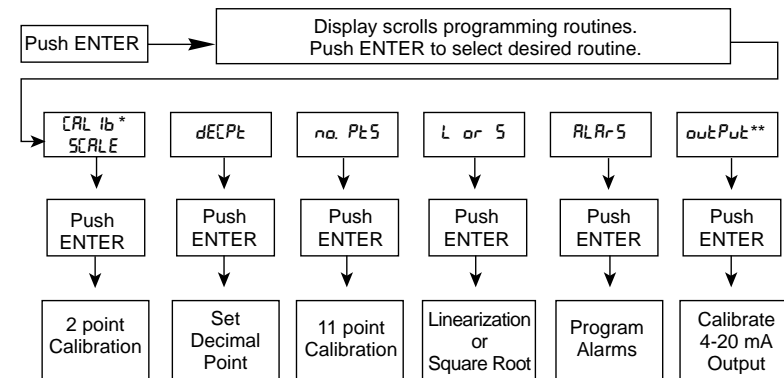 Push ENTER
Display scrolls programming routines.
Push ENTER to select desired routine.
CAL Ib*
SCALE
dECPt
no. PtS
L or S
ALArS
outPut**
Push
ENTER
Push
ENTER
Push
ENTER
Push
ENTER
Push
ENTER
Push
ENTER
2 point
Calibration
Set
Decimal
Point
11 point
Calibration
Linearization
or
Square Root
Program
Alarms
Calibrate
4-20 mA
Output